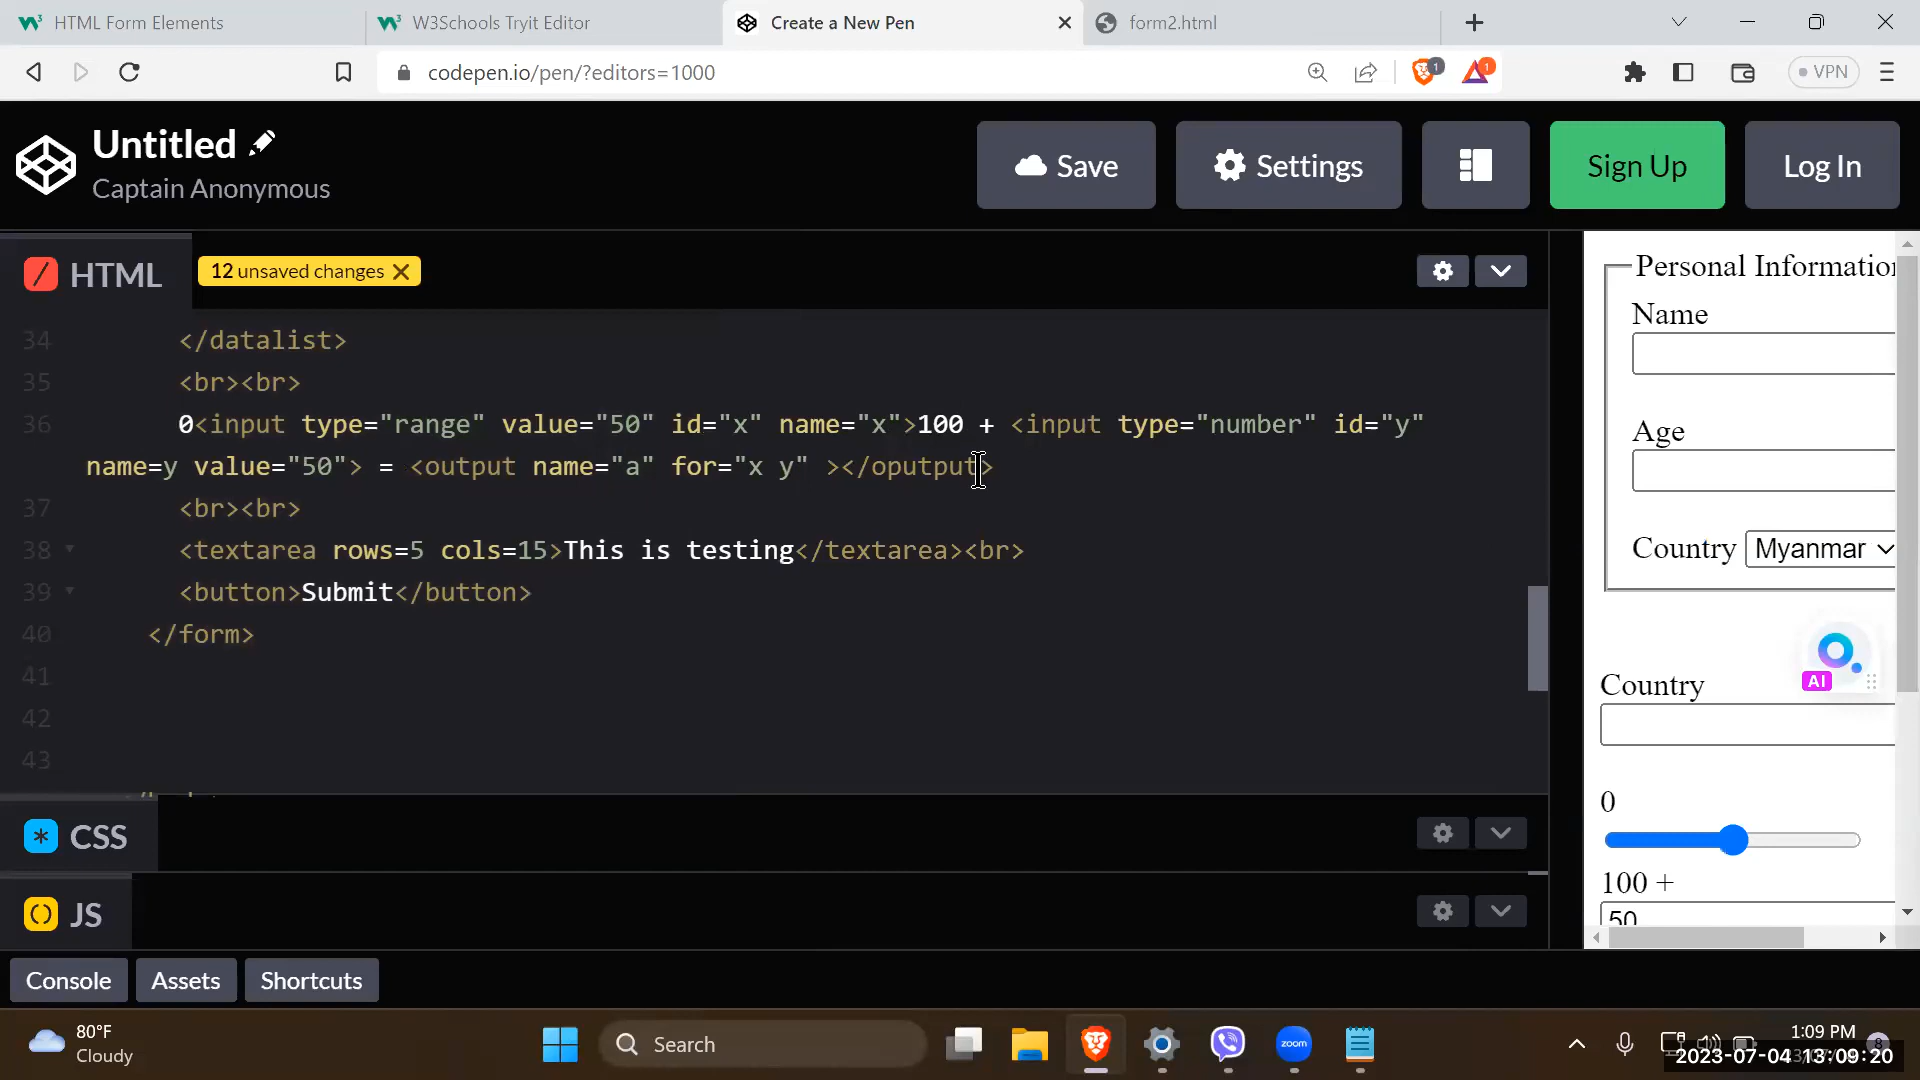 HTML Form Elements
W3Schools Tryit Editor
Create a New Pen
form2.html
codepen.io/pen/?editors=1000
1
1
VPN
Untitled
Captain Anonymous
Save
Settings
Sign Up
Log In
HTML
12 unsaved changes
34 </datalist>
35 <br><br>
36 0<input type="range" value="50" id="x" name="x">100 + <input type="number" id="y"
name=y value="50"> = <output name="a" for="x y" ></oputput>
37 <br><br>
38 <textarea rows=5 cols=15>This is testing</textarea><br>
39 <button>Submit</button>
40 </form>
41
42
43
Personal Information
Name
Age
Country Myanmar
AI
Country
0
100 +
50
CSS
JS
Console
Assets
Shortcuts
80°F
Cloudy
Search
zoom
1:09 PM
8
2023-07-04 13:09:20